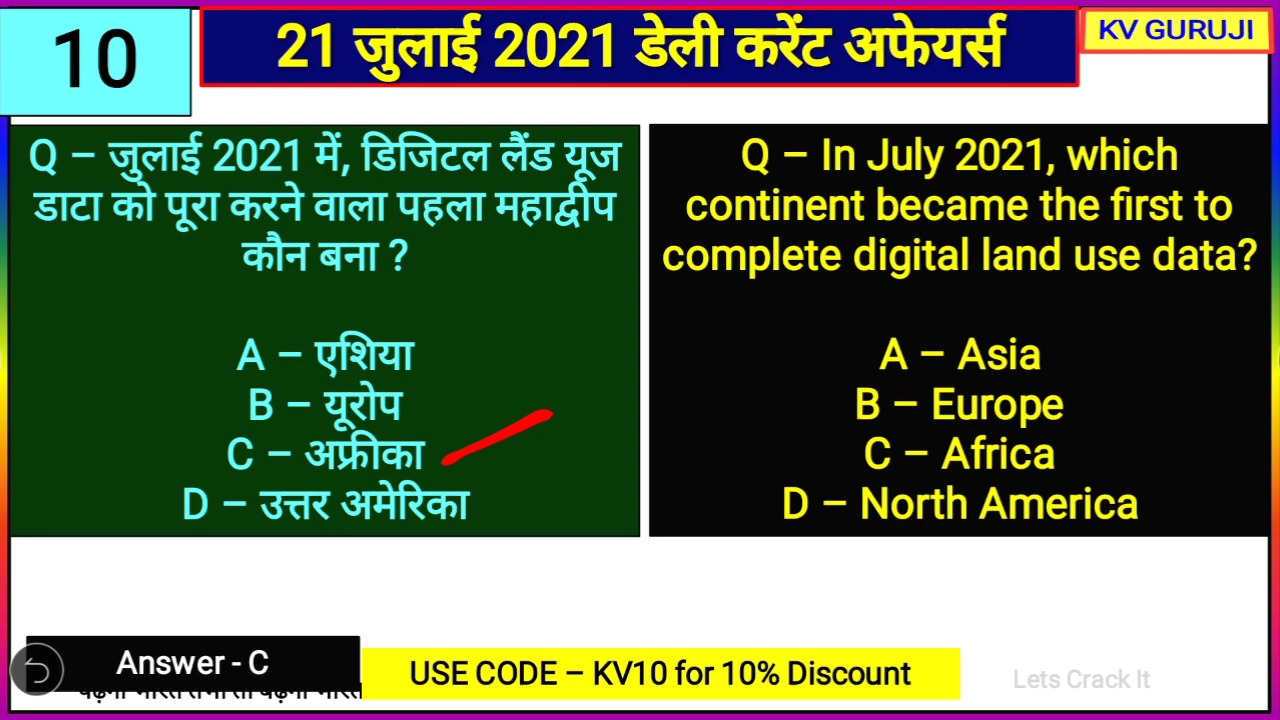 10
21 जुलाई 2021 डेली करेंट अफेयर्स
KV GURUJI
Q – जुलाई 2021 में, डिजिटल लैंड यूज
डाटा को पूरा करने वाला पहला महाद्वीप
कौन बना ?
A – एशिया
B – यूरोप
C – अफ्रीका
D – उत्तर अमेरिका
Q – In July 2021, which
continent became the first to
complete digital land use data?
A – Asia
B – Europe
C – Africa
D – North America
Answer - C
USE CODE – KV10 for 10% Discount
Lets Crack It